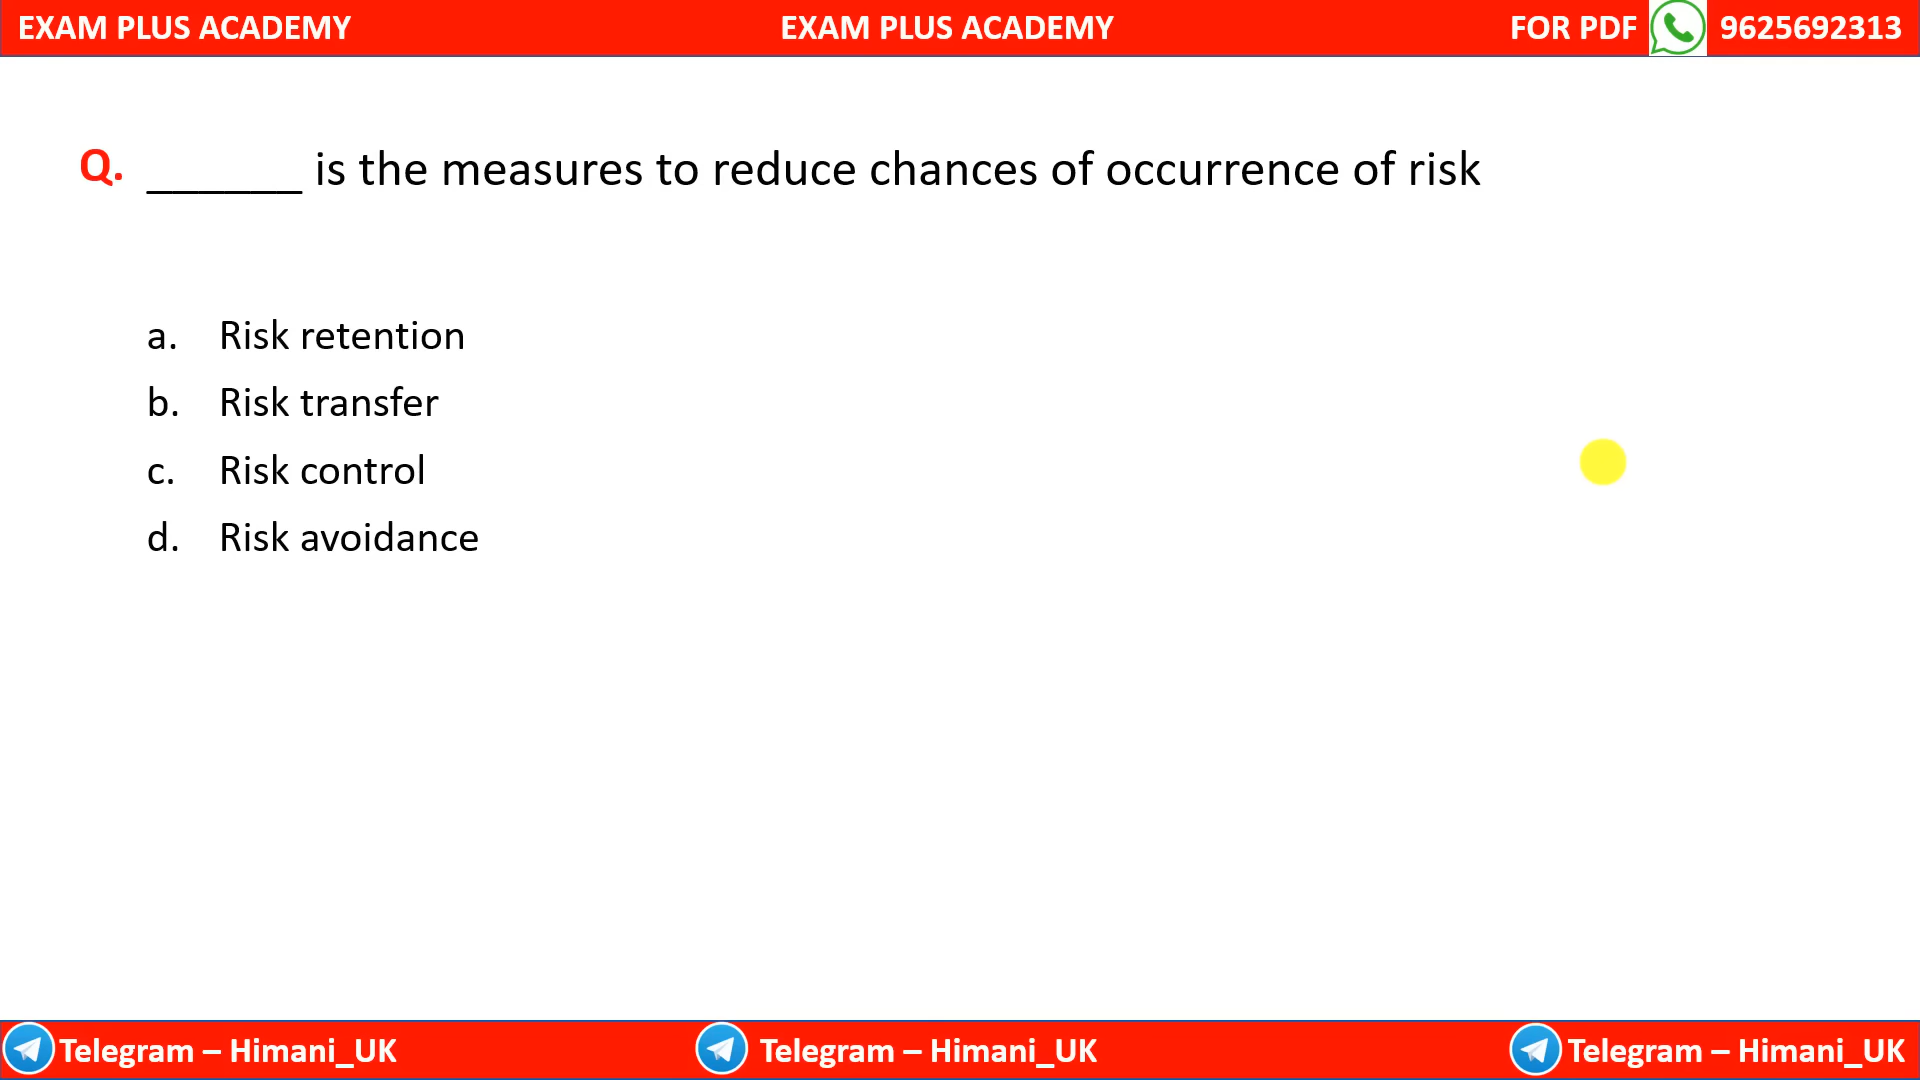 EXAM PLUS ACADEMY EXAM PLUS ACADEMY FOR PDF 9625692313
Q. ______ is the measures to reduce chances of occurrence of risk
a. Risk retention
b. Risk transfer
c. Risk control
d. Risk avoidance
Telegram – Himani_UK Telegram – Himani_UK Telegram – Himani_UK